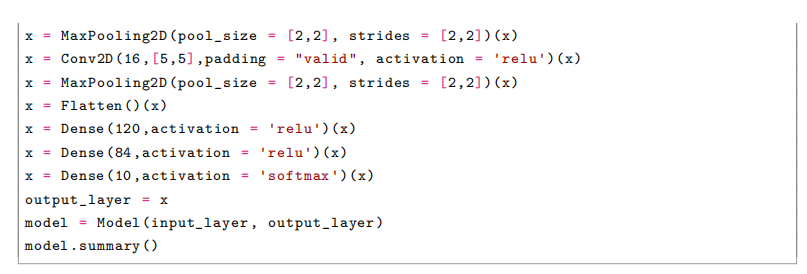 x = MaxPooling2D(pool_size = [2,2], strides = [2,2])(x)
x = Conv2D(16,[5,5],padding = "valid", activation = 'relu')(x)
x = MaxPooling2D(pool_size = [2,2], strides = [2,2])(x)
x = Flatten()(x)
x = Dense(120,activation = 'relu')(x)
x = Dense(84,activation = 'relu')(x)
x = Dense(10,activation = 'softmax')(x)
output_layer = x
model = Model(input_layer, output_layer)
model.summary()